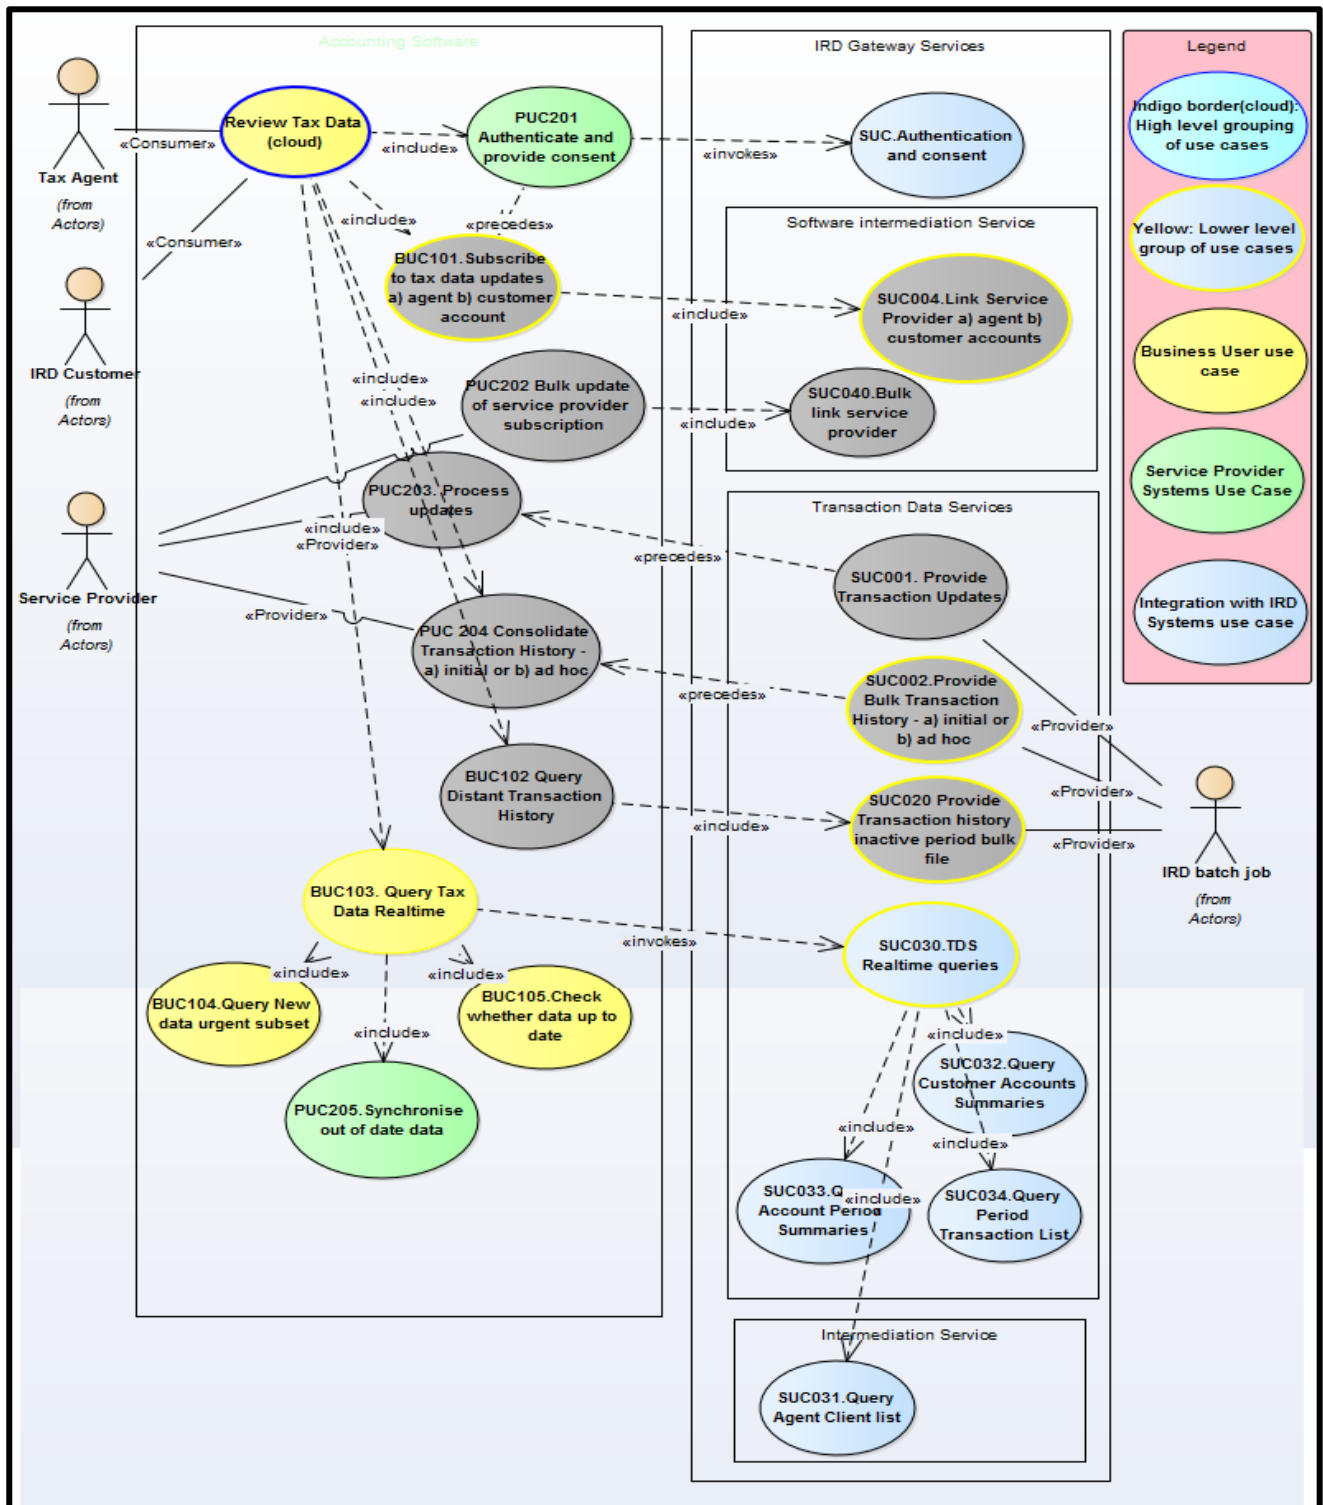 Accounting Software
IRD Gateway Services
Legend
Tax Agent
(from
Actors)
«Consumer»
Review Tax Data
(cloud)
«include»
PUC201
Authenticate and
provide consent
«invokes»
SUC.Authentication
and consent
Indigo border(cloud):
High level grouping
of use cases
«Consumer»
«include»
«precedes»
Software intermediation Service
Yellow: Lower level
group of use cases
BUC101.Subscribe
to tax data updates
a) agent b) customer
account
«include»
SUC004.Link Service
Provider a) agent b)
customer accounts
IRD Customer
(from
Actors)
«include»
«include»
PUC202 Bulk update
of service provider
subscription
«include»
SUC040.Bulk
link service
provider
Business User use
case
PUC203. Process
updates
«include»
«Provider»
Transaction Data Services
Service Provider
Systems Use Case
«precedes»
SUC001. Provide
Transaction Updates
Service Provider
(from
Actors)
«Provider»
PUC 204 Consolidate
Transaction History -
a) initial or b) ad hoc
Integration with IRD
Systems use case
«precedes»
SUC002.Provide
Bulk Transaction
History - a) initial or
b) ad hoc
«Provider»
«Provider»
BUC102 Query
Distant Transaction
History
«include»
SUC020 Provide
Transaction history
inactive period bulk
file
«Provider»
IRD batch job
(from
Actors)
BUC103. Query Tax
Data Realtime
«invokes»
SUC030.TDS
Realtime queries
«include»
«include»
BUC104.Query New
data urgent subset
BUC105.Check
whether data up to
date
«include»
«include»
SUC032.Query
Customer Accounts
Summaries
PUC205.Synchronise
out of date data
«include»
«include»
SUC033.Q
Account Period
Summaries
«include»
SUC034.Query
Period
Transaction List
Intermediation Service
SUC031.Query
Agent Client list